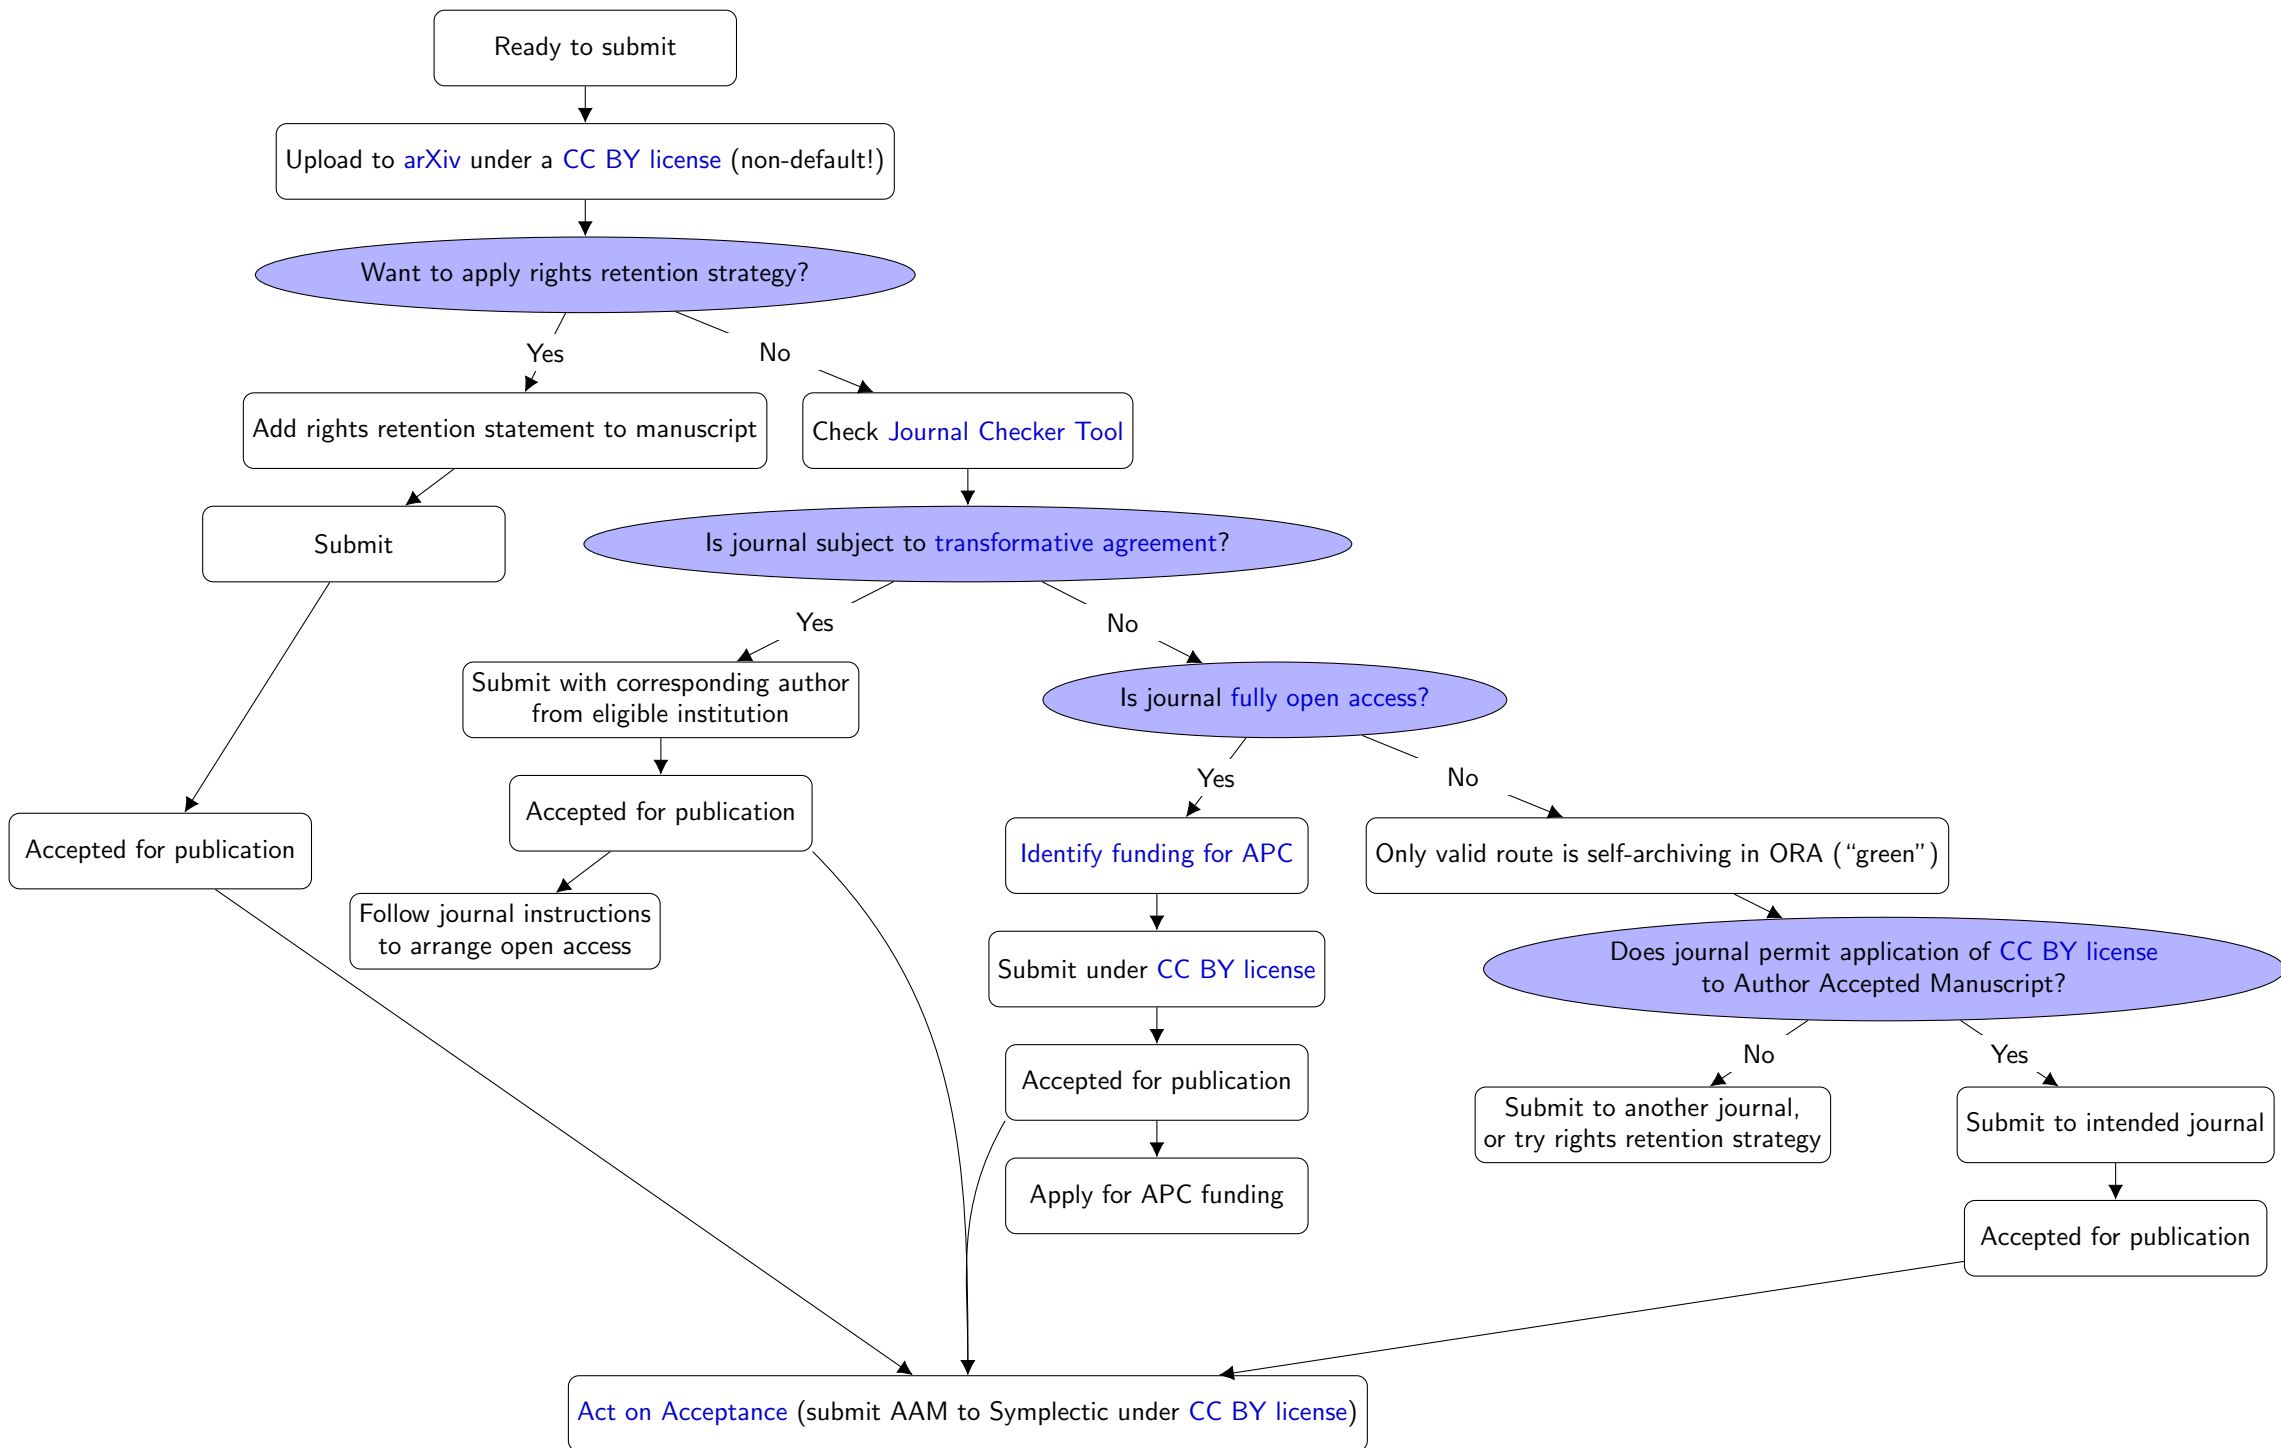 Ready to submit
Upload to arXiv under a CC BY license (non-default!)
Want to apply rights retention strategy?
Yes
No
Add rights retention statement to manuscript
Check Journal Checker Tool
Submit
Is journal subject to transformative agreement?
Yes
No
Submit with corresponding author
from eligible institution
Is journal fully open access?
Yes
No
Accepted for publication
Accepted for publication
Identify funding for APC
Only valid route is self-archiving in ORA (“green”)
Follow journal instructions
to arrange open access
Submit under CC BY license
Does journal permit application of CC BY license
to Author Accepted Manuscript?
No
Yes
Accepted for publication
Submit to another journal,
or try rights retention strategy
Submit to intended journal
Apply for APC funding
Accepted for publication
Act on Acceptance (submit AAM to Symplectic under CC BY license)